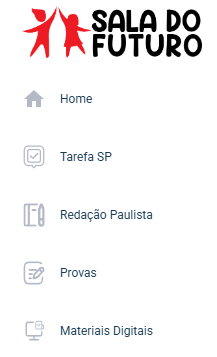 SALA DO
FUTURO
Home
Tarefa SP
Redação Paulista
Provas
Materiais Digitais